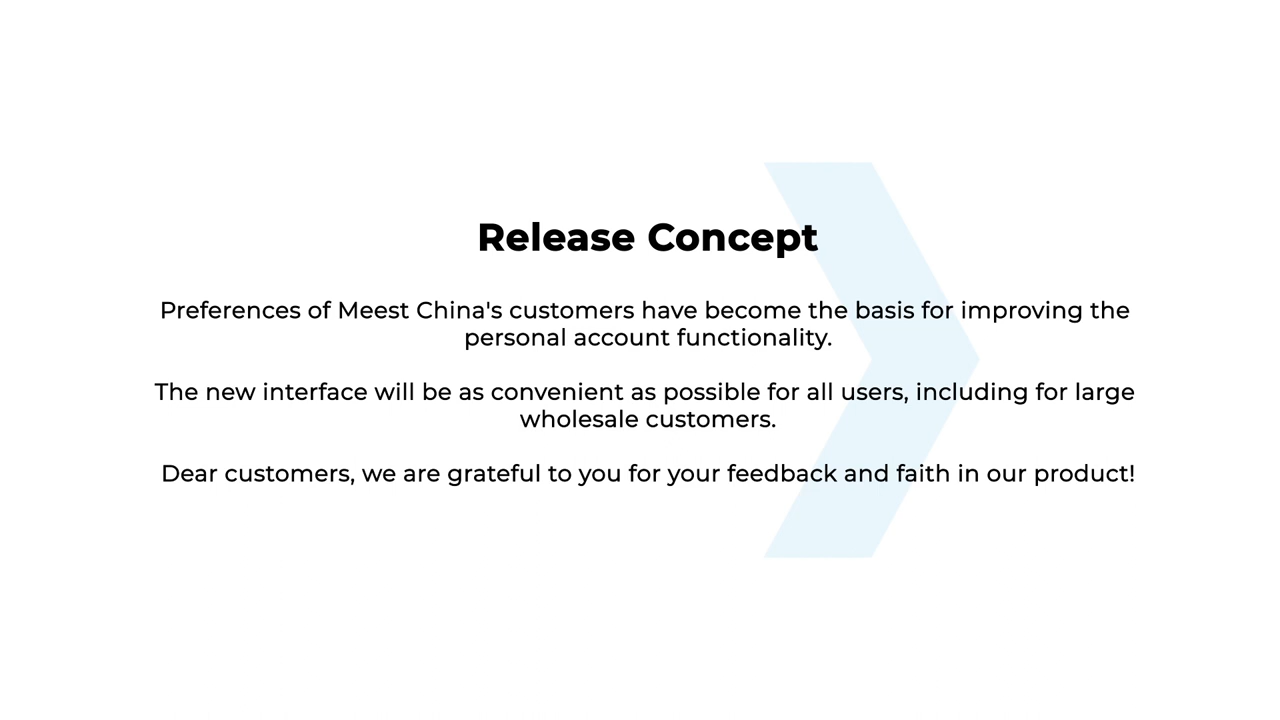 Release Concept
Preferences of Meest China's customers have become the basis for improving the
personal account functionality.
The new interface will be as convenient as possible for all users, including for large
wholesale customers.
Dear customers, we are grateful to you for your feedback and faith in our product!